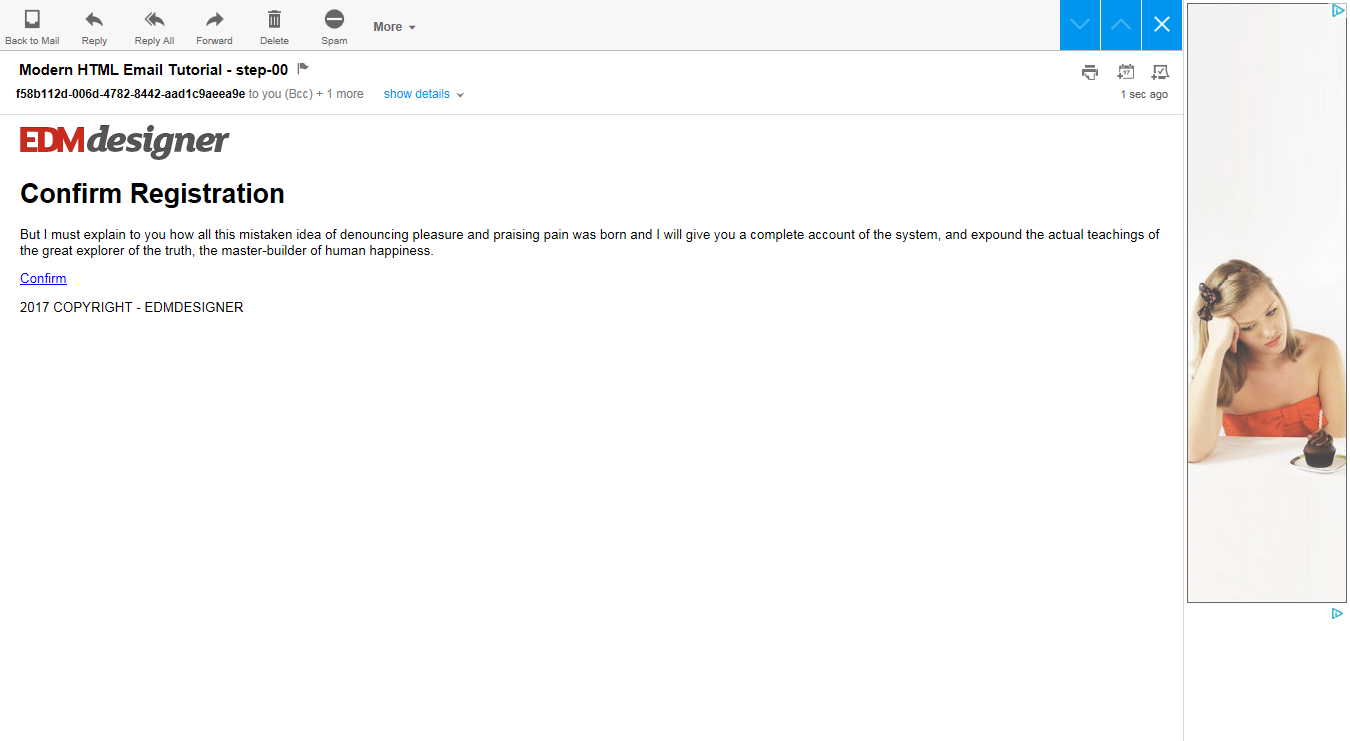 Back to Mail Reply Reply All Forward Delete Spam More
Modern HTML Email Tutorial - step-00
17
f58b112d-006d-4782-8442-aad1c9aeea9e to you (Bcc) + 1 more show details 1 sec ago
EDMdesigner
Confirm Registration
But I must explain to you how all this mistaken idea of denouncing pleasure and praising pain was born and I will give you a complete account of the system, and expound the actual teachings of
the great explorer of the truth, the master-builder of human happiness.
Confirm
2017 COPYRIGHT - EDMDESIGNER